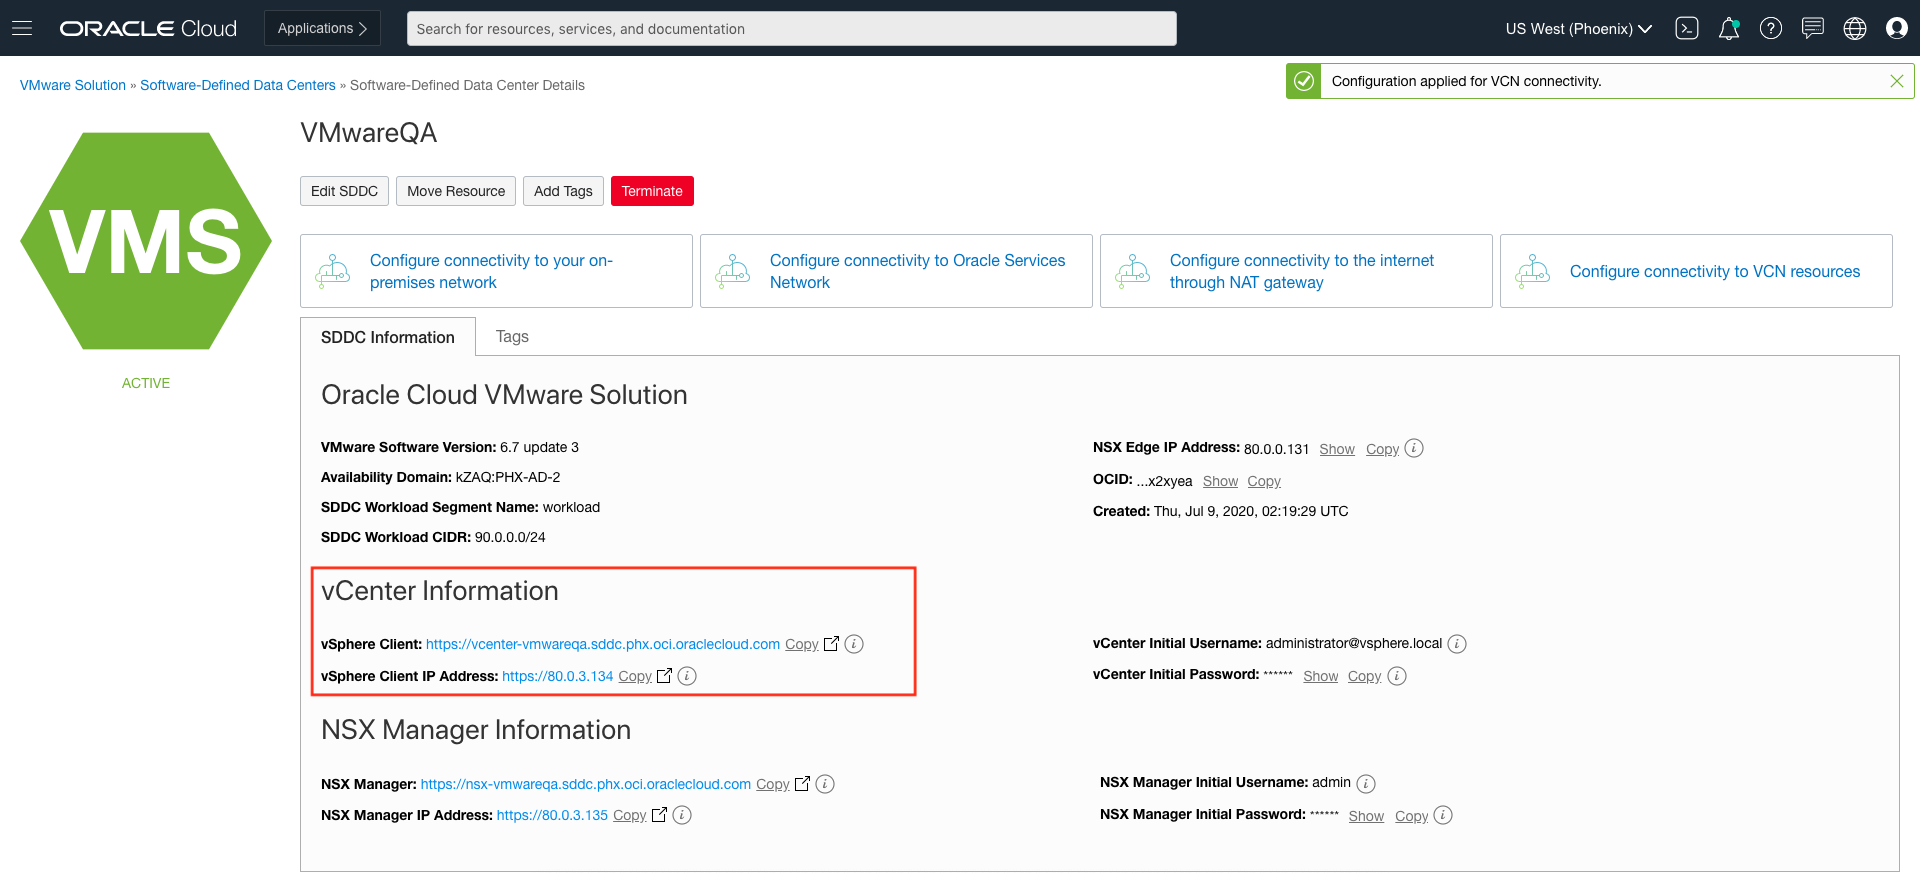 ORACLE Cloud
Applications
Search for resources, services, and documentation
US West (Phoenix)
VMware Solution » Software-Defined Data Centers » Software-Defined Data Center Details
Configuration applied for VCN connectivity.
VMS
ACTIVE
VMwareQA
Edit SDDC
Move Resource
Add Tags
Terminate
Configure connectivity to your on-
premises network
Configure connectivity to Oracle Services
Network
Configure connectivity to the internet
through NAT gateway
Configure connectivity to VCN resources
SDDC Information
Tags
Oracle Cloud VMware Solution
VMware Software Version: 6.7 update 3
Availability Domain: kZAQ:PHX-AD-2
SDDC Workload Segment Name: workload
SDDC Workload CIDR: 90.0.0.0/24
NSX Edge IP Address: 80.0.0.131 Show Copy
OCID: ...x2xyea Show Copy
Created: Thu, Jul 9, 2020, 02:19:29 UTC
vCenter Information
vSphere Client: https://vcenter-vmwareqa.sddc.phx.oci.oraclecloud.com Copy
vSphere Client IP Address: https://80.0.3.134 Copy
vCenter Initial Username: administrator@vsphere.local
vCenter Initial Password: ****** Show Copy
NSX Manager Information
NSX Manager: https://nsx-vmwareqa.sddc.phx.oci.oraclecloud.com Copy
NSX Manager IP Address: https://80.0.3.135 Copy
NSX Manager Initial Username: admin
NSX Manager Initial Password: ****** Show Copy